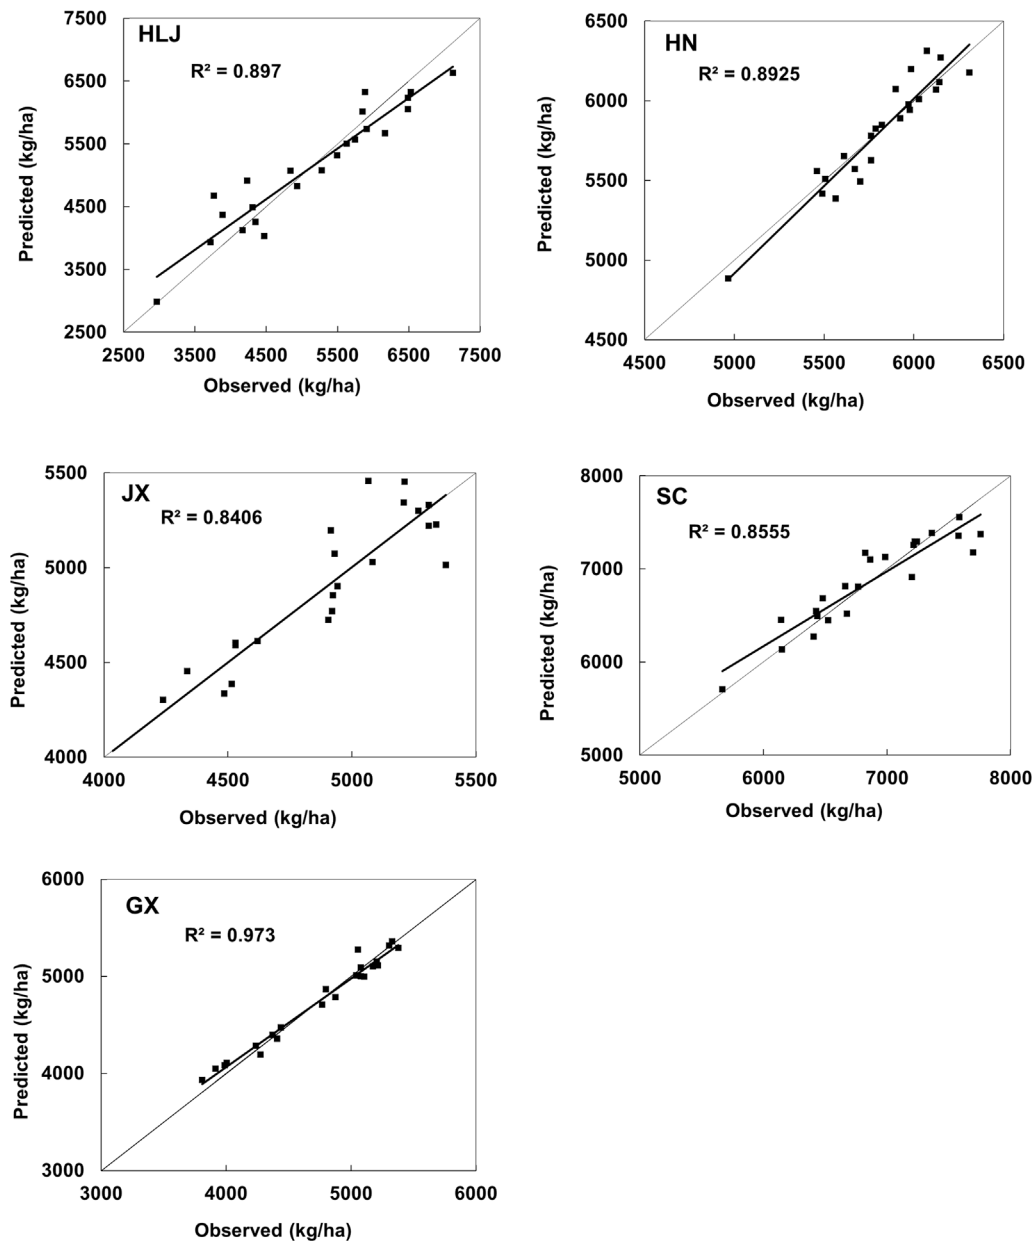 HLJ
R² = 0.897
7500
6500
5500
4500
3500
2500
2500 3500 4500 5500 6500 7500
Predicted (kg/ha)
Observed (kg/ha)
HN
R² = 0.8925
6500
6000
5500
5000
4500
4500 5000 5500 6000 6500
Predicted (kg/ha)
Observed (kg/ha)
JX
R² = 0.8406
5500
5000
4500
4000
4000 4500 5000 5500
Predicted (kg/ha)
Observed (kg/ha)
SC
R² = 0.8555
8000
7000
6000
5000
5000 6000 7000 8000
Predicted (kg/ha)
Observed (kg/ha)
GX
R² = 0.973
6000
5000
4000
3000
3000 4000 5000 6000
Predicted (kg/ha)
Observed (kg/ha)